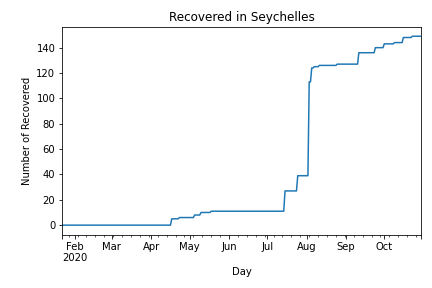 Recovered in Seychelles
Number of Recovered
140
120
100
80
60
40
20
0
Feb Mar Apr May Jun Jul Aug Sep Oct
2020
Day